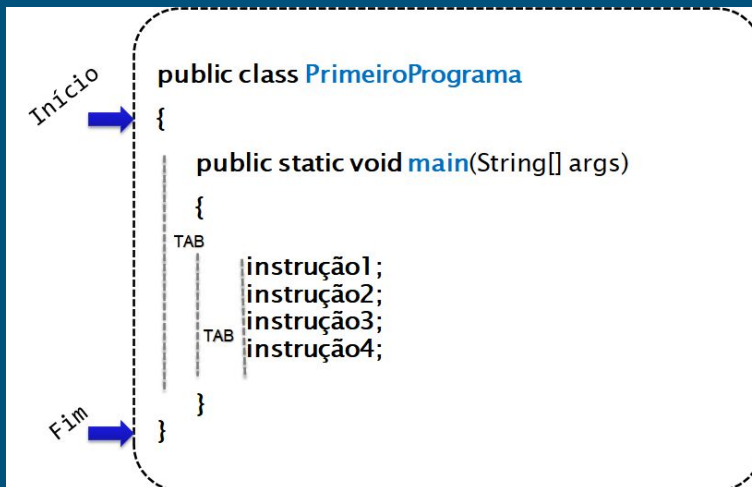 public class PrimeiroPrograma
Início
{
public static void main(String[] args)
{
TAB
instrução1;
instrução2;
instrução3;
TAB
instrução4;
}
Fim
}